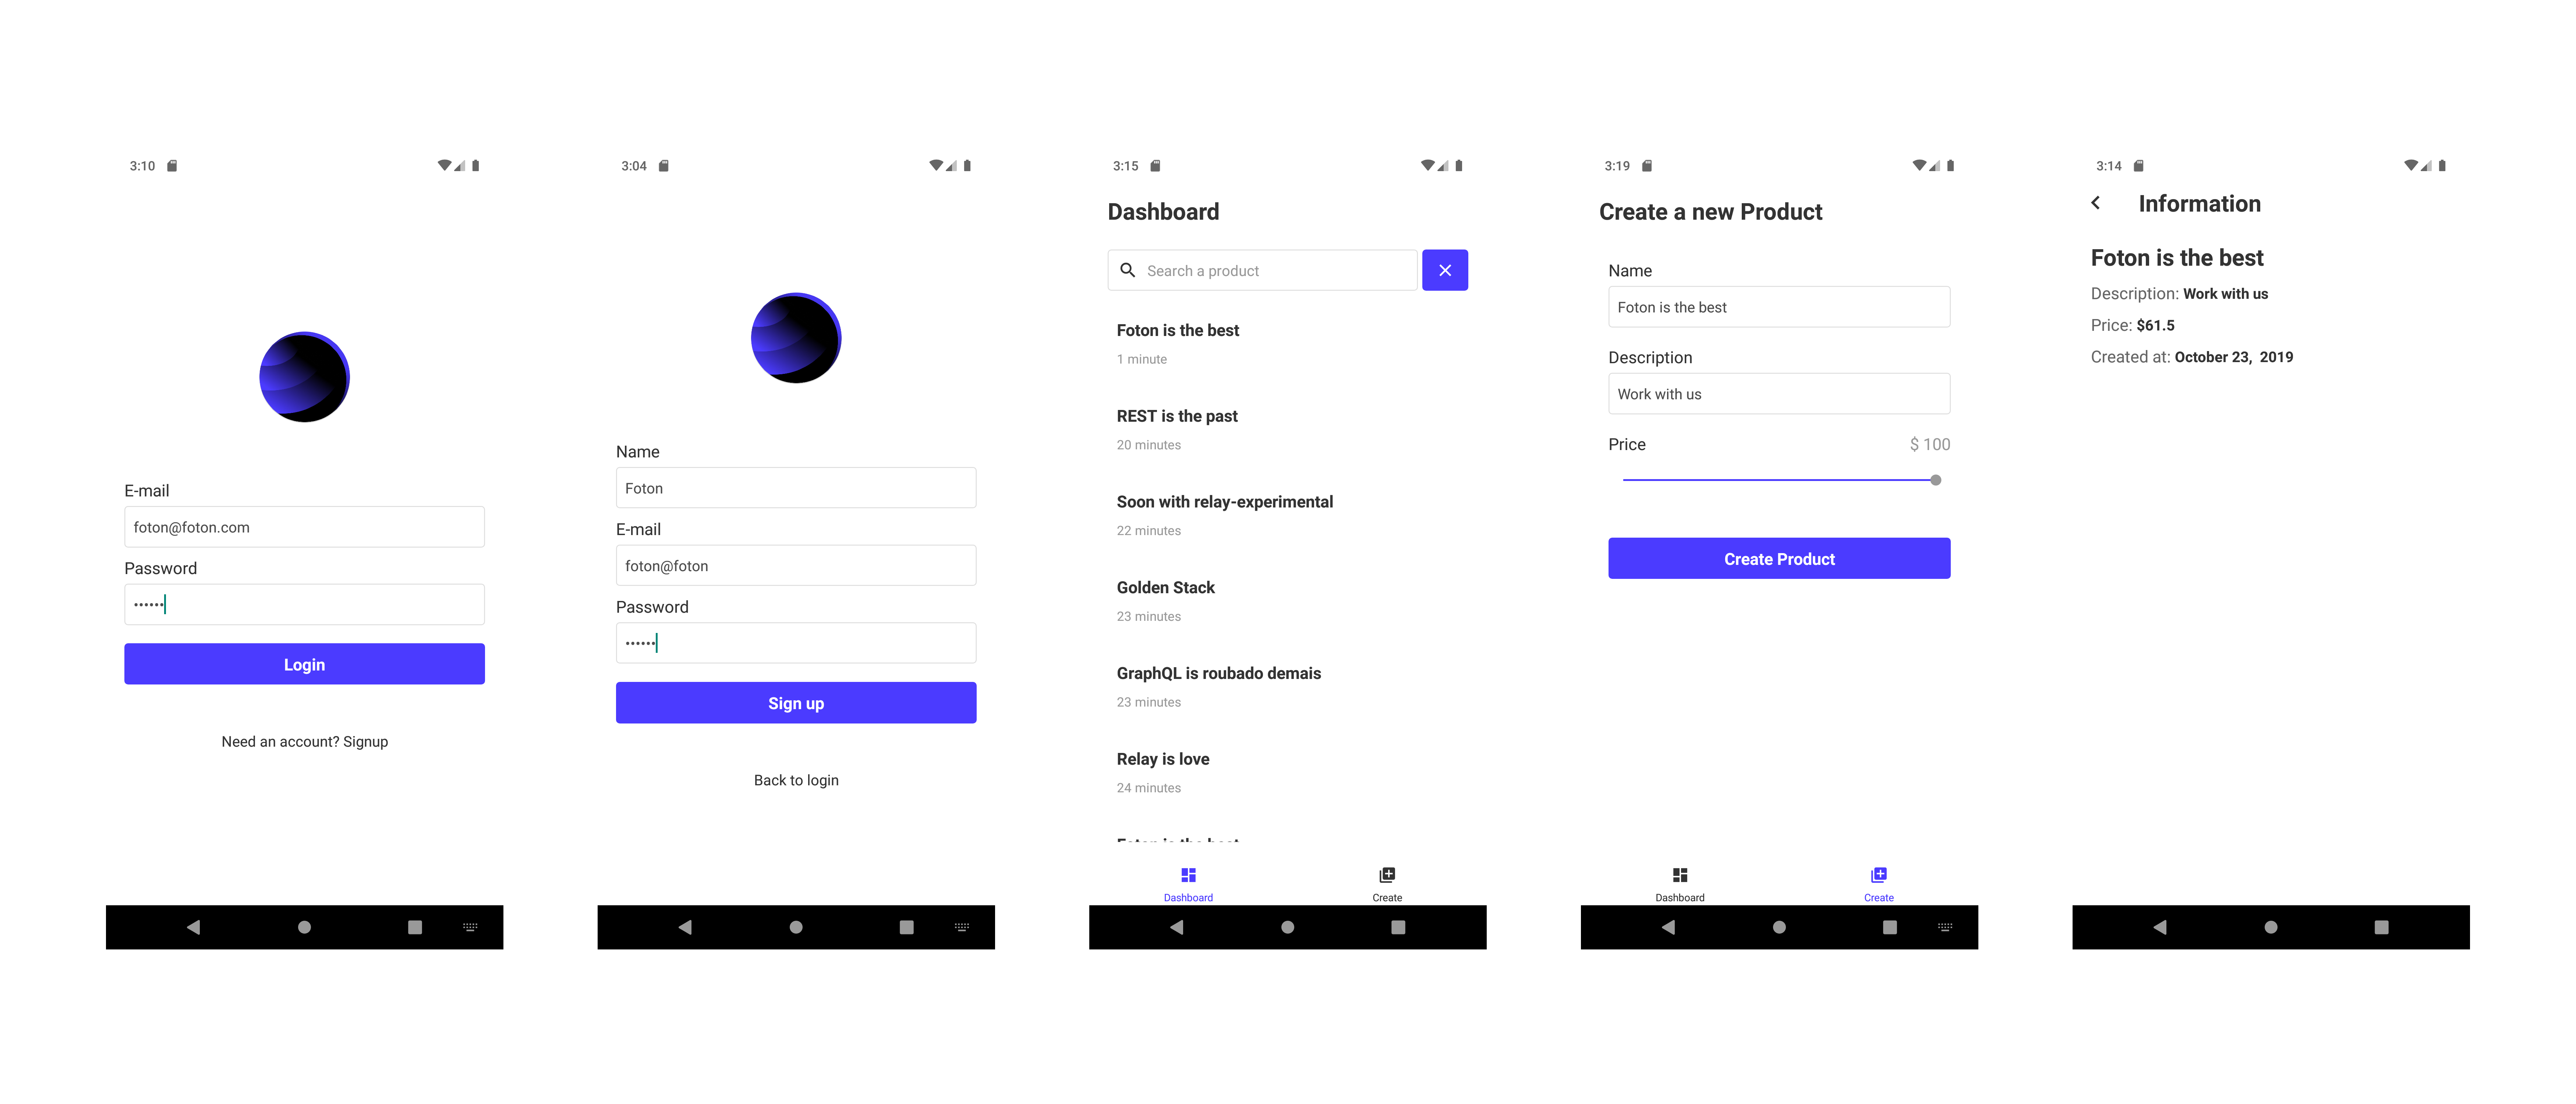 3:10
E-mail
foton@foton.com
Password
••••••
Login
Need an account? Signup
3:04
Name
Foton
E-mail
foton@foton
Password
••••••
Sign up
Back to login
3:15
Dashboard
Search a product
Foton is the best
1 minute
REST is the past
20 minutes
Soon with relay-experimental
22 minutes
Golden Stack
23 minutes
GraphQL is roubado demais
23 minutes
Relay is love
24 minutes
Dashboard
Create
3:19
Create a new Product
Name
Foton is the best
Description
Work with us
Price
$ 100
Create Product
Dashboard
Create
3:14
Information
Foton is the best
Description: Work with us
Price: $61.5
Created at: October 23, 2019